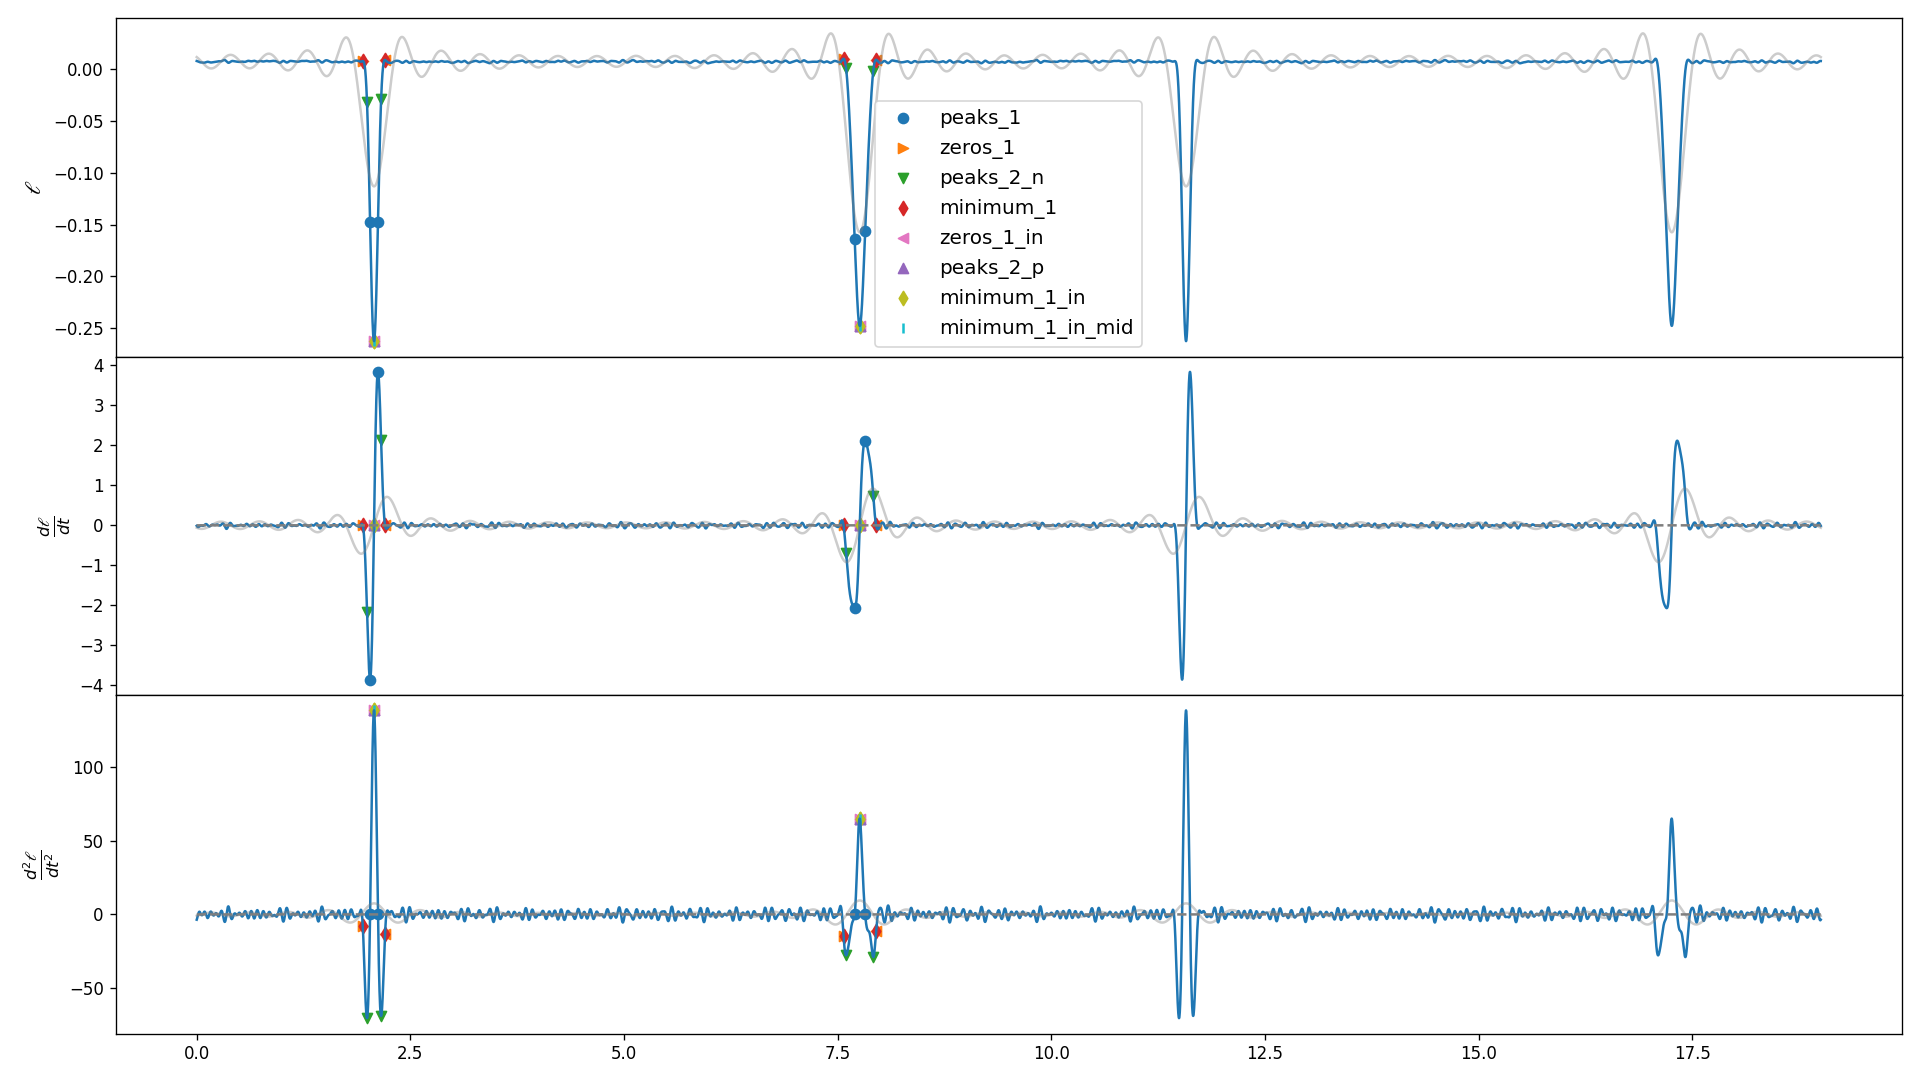 0.00
−0.05
−0.10
−0.15
−0.20
−0.25
ℓ
peaks_1
zeros_1
peaks_2_n
minimum_1
zeros_1_in
peaks_2_p
minimum_1_in
minimum_1_in_mid
4
3
2
1
0
−1
−2
−3
−4
dℓ
dt
100
50
0
−50
d²ℓ
dt²
0.0 2.5 5.0 7.5 10.0 12.5 15.0 17.5